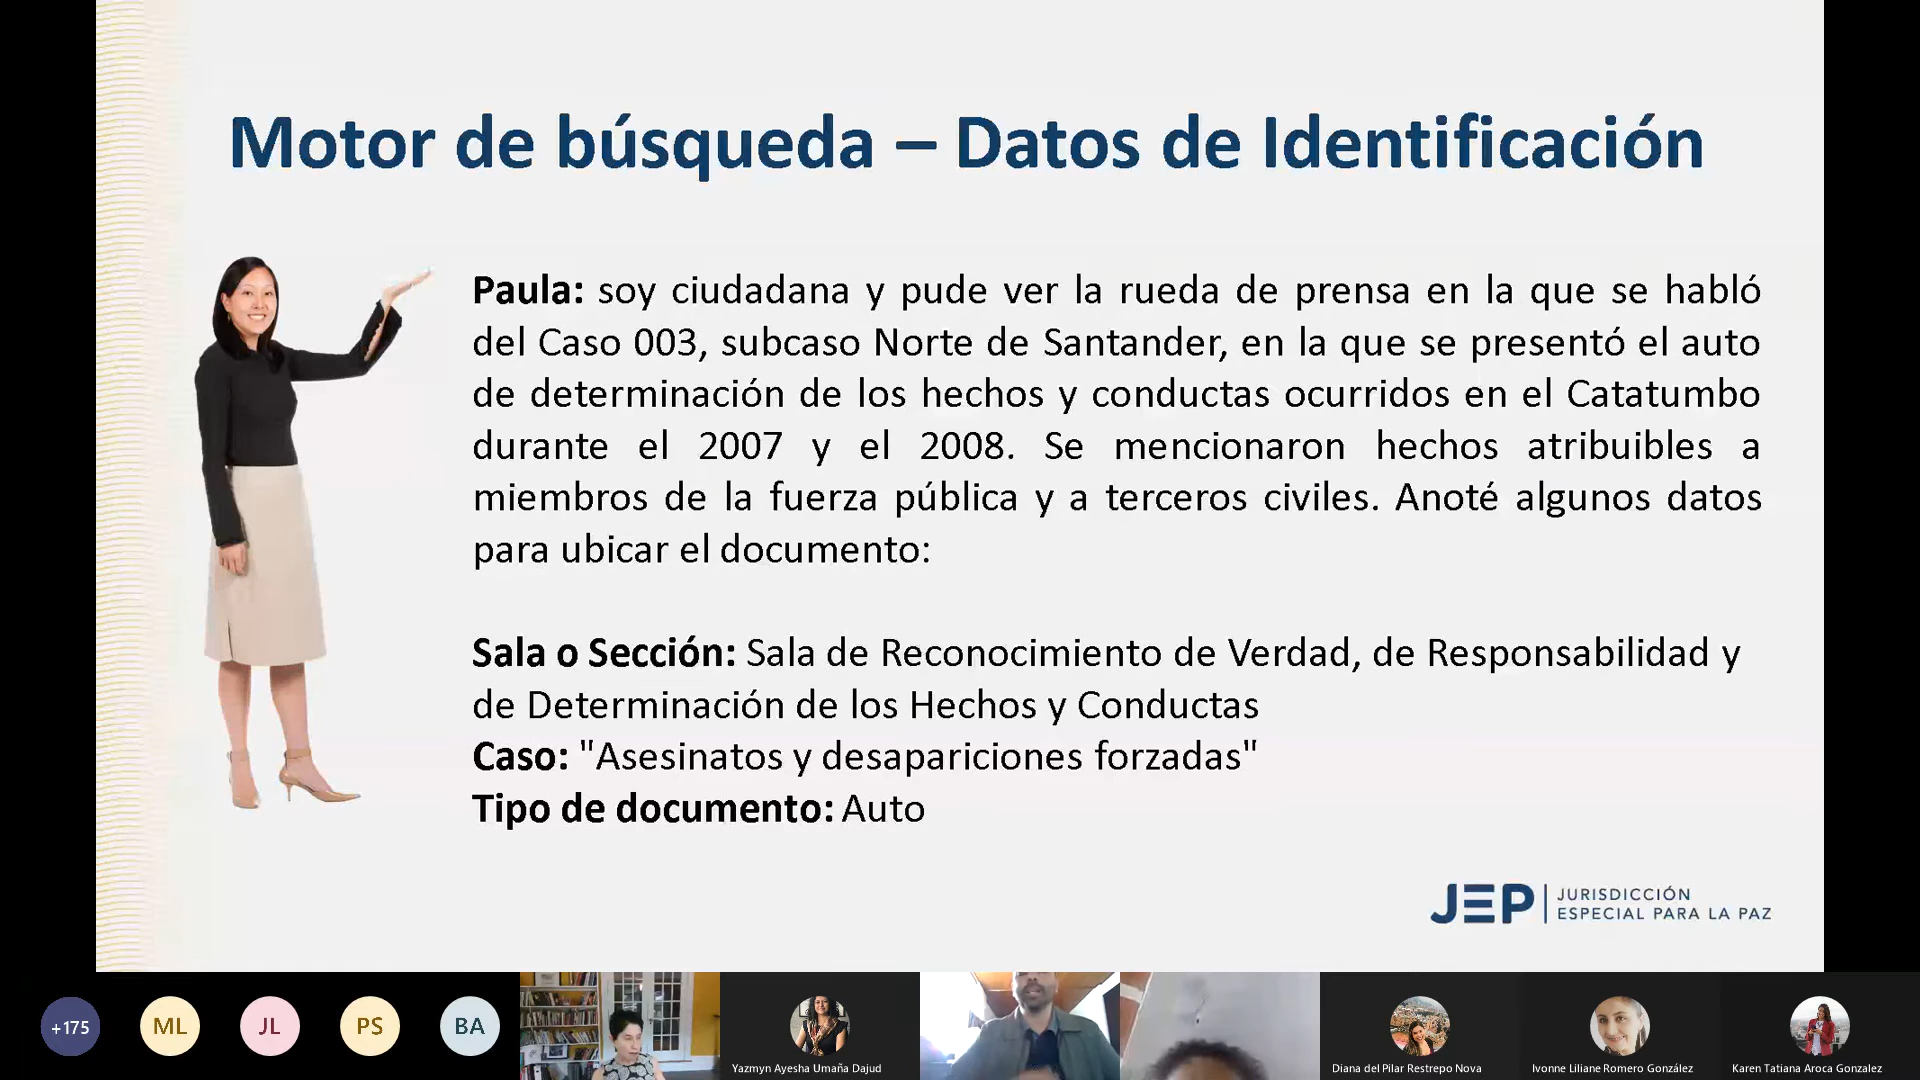 Motor de búsqueda – Datos de Identificación
Paula: soy ciudadana y pude ver la rueda de prensa en la que se habló
del Caso 003, subcaso Norte de Santander, en la que se presentó el auto
de determinación de los hechos y conductas ocurridos en el Catatumbo
durante el 2007 y el 2008. Se mencionaron hechos atribuibles a
miembros de la fuerza pública y a terceros civiles. Anoté algunos datos
para ubicar el documento:
Sala o Sección: Sala de Reconocimiento de Verdad, de Responsabilidad y
de Determinación de los Hechos y Conductas
Caso: "Asesinatos y desapariciones forzadas"
Tipo de documento: Auto
JEP
JURISDICCIÓN
ESPECIAL PARA LA PAZ
+175
ML
JL
PS
BA
Yazmyn Ayesha Umaña Dajud
Diana del Pilar Restrepo Nova
Ivonne Liliane Romero González
Karen Tatiana Aroca Gonzalez